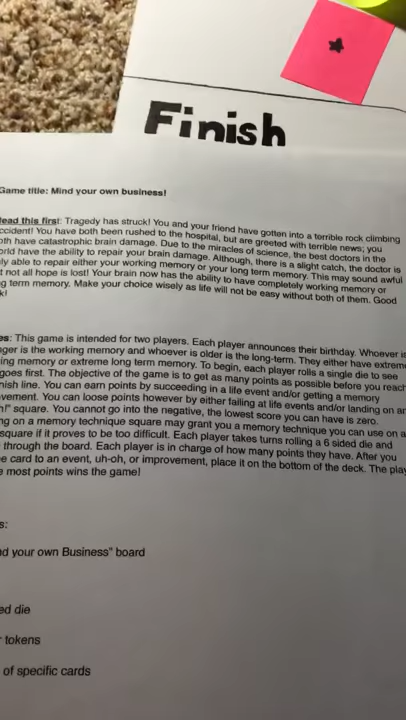 Finish
Game title: Mind your own business!
ead this first: Tragedy has struck! You and your friend have gotten into a terrible rock climbing
ccident! You have both been rushed to the hospital, but are greeted with terrible news; you
oth have catastrophic brain damage. Due to the miracles of science, the best doctors in the
orld have the ability to repair your brain damage. Although, there is a slight catch, the doctor is
ly able to repair either your working memory or your long term memory. This may sound awful
t not all hope is lost! Your brain now has the ability to have completely working memory or
g term memory. Make your choice wisely as life will not be easy without both of them. Good
k!
es: This game is intended for two players. Each player announces their birthday. Whoever is
nger is the working memory and whoever is older is the long-term. They either have extreme
ing memory or extreme long term memory. To begin, each player rolls a single die to see
goes first. The objective of the game is to get as many points as possible before you reach
nish line. You can earn points by succeeding in a life event and/or getting a memory
vement. You can loose points however by either failing at life events and/or landing on an
h!" square. You cannot go into the negative, the lowest score you can have is zero.
ng on a memory technique square may grant you a memory technique you can use on a
square if it proves to be too difficult. Each player takes turns rolling a 6 sided die and
through the board. Each player is in charge of how many points they have. After you
e card to an event, uh-oh, or improvement, place it on the bottom of the deck. The play
e most points wins the game!
s:
d your own Business" board
ed die
tokens
of specific cards